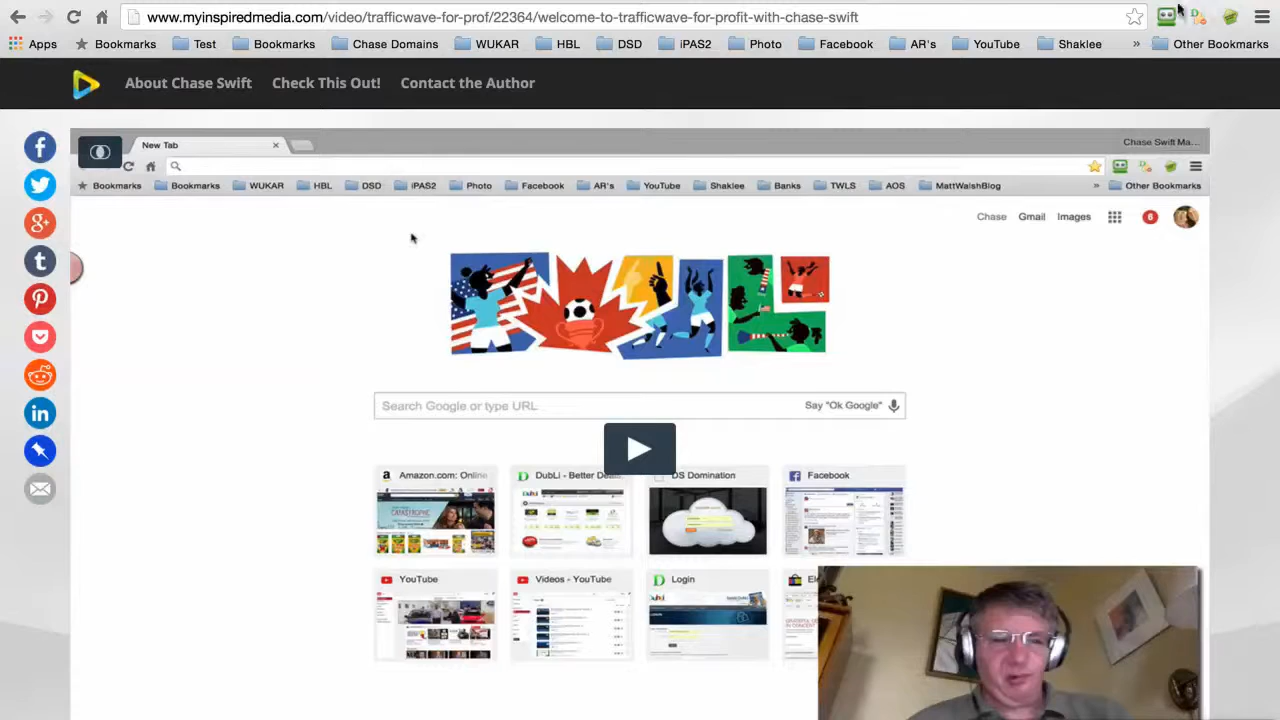 www.myinspiredmedia.com/video/trafficwave-for-prof/22364/welcome-to-trafficwave-for-profit-with-chase-swift
Apps Bookmarks Test Bookmarks Chase Domains WUKAR HBL DSD iPAS2 Photo Facebook AR's YouTube Shaklee » Other Bookmarks
About Chase Swift Check This Out! Contact the Author
New Tab × Chase Swift Ma...
Bookmarks Bookmarks WUKAR HBL DSD iPAS2 Photo Facebook AR's YouTube Shaklee Banks TWLS AOS MattWalshBlog » Other Bookmarks
Chase Gmail Images 6
Search Google or type URL Say "Ok Google"
Amazon.com: Online DubLi - Better De DS Domination Facebook
YouTube Videos - YouTube Login